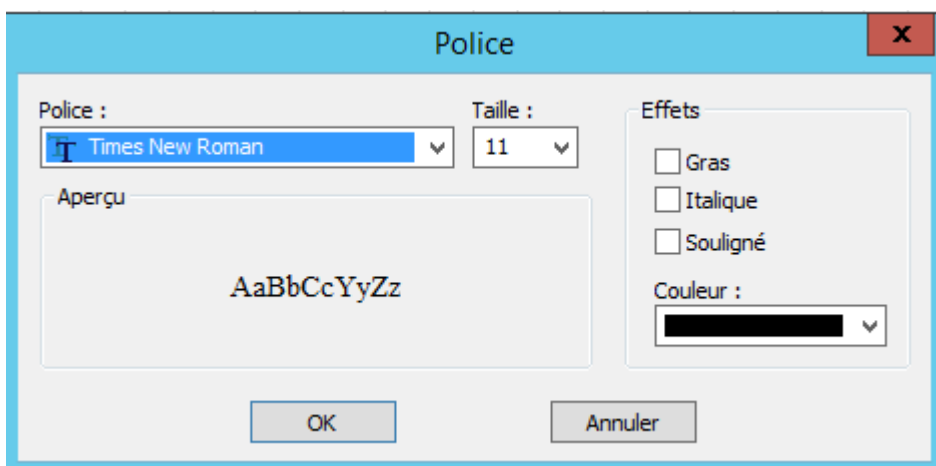 Police
Police :
Taille :
Effets
Times New Roman
11
Gras
Italique
Souligné
Aperçu
AaBbCcYyZz
Couleur :
OK
Annuler